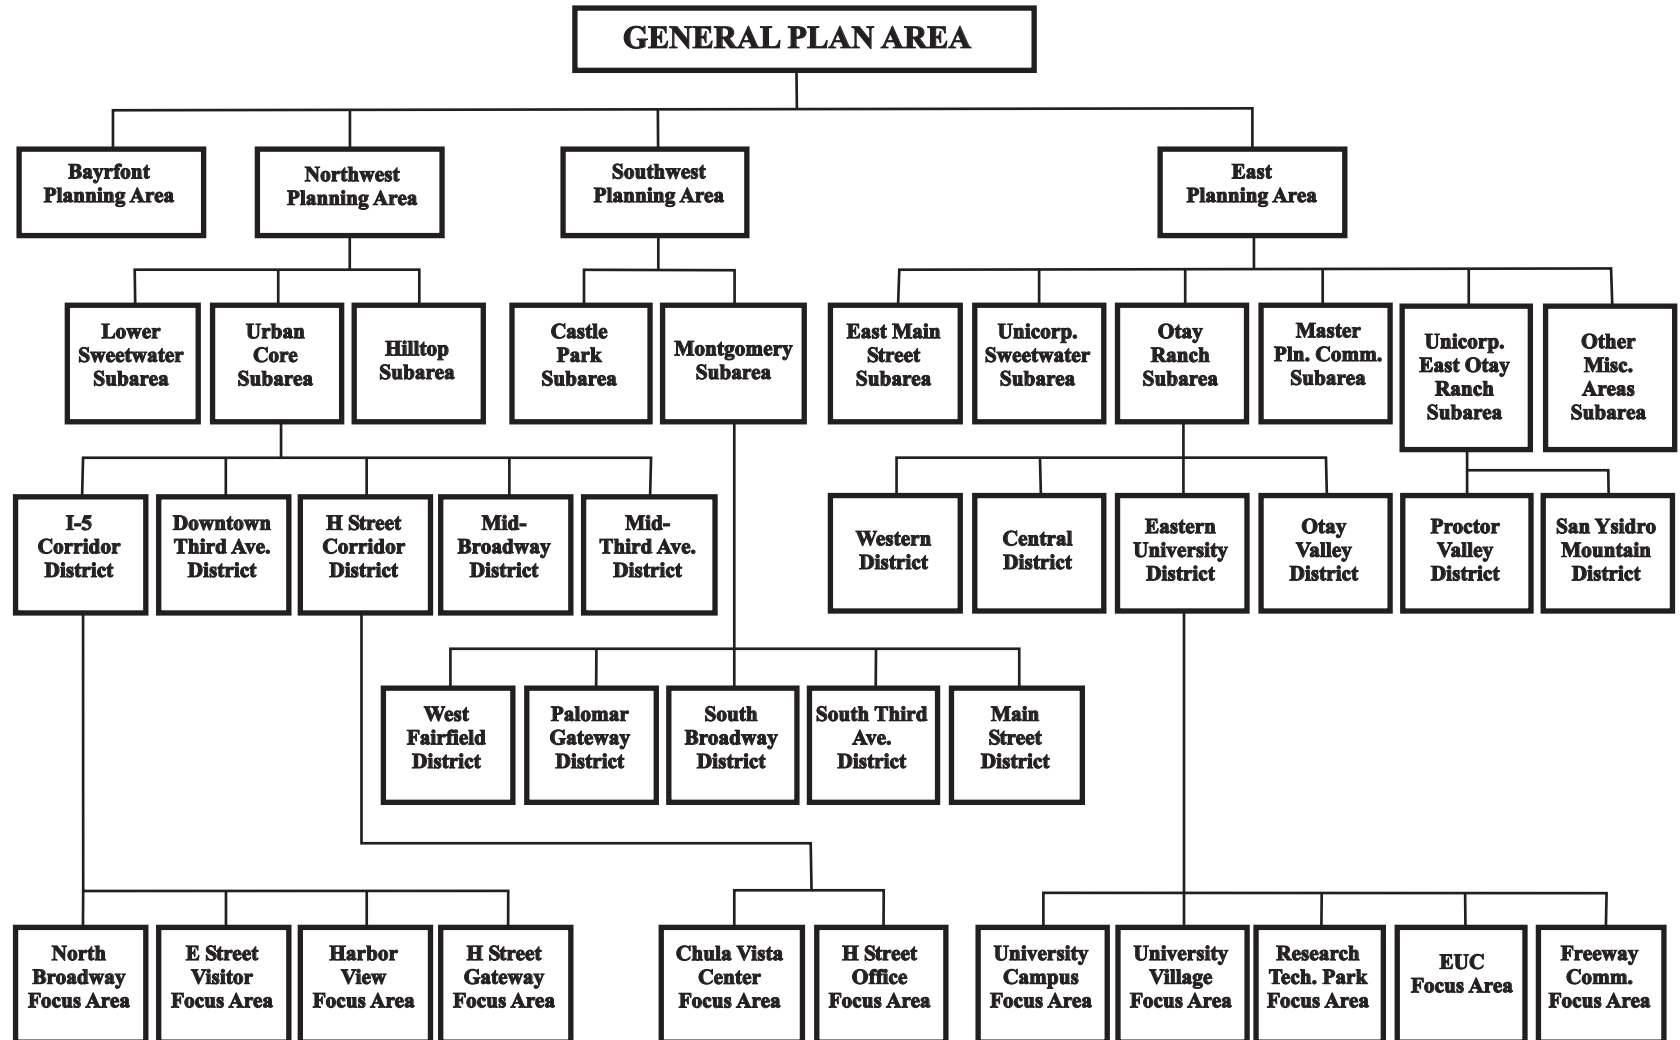 GENERAL PLAN AREA
Bayrfont
Planning Area
Northwest
Planning Area
Southwest
Planning Area
East
Planning Area
Lower
Sweetwater
Subarea
Urban
Core
Subarea
Hilltop
Subarea
Castle
Park
Subarea
Montgomery
Subarea
East Main
Street
Subarea
Unicorp.
Sweetwater
Subarea
Otay
Ranch
Subarea
Master
Pln. Comm.
Subarea
Unicorp.
East Otay
Ranch
Subarea
Other
Misc.
Areas
Subarea
I-5
Corridor
District
Downtown
Third Ave.
District
H Street
Corridor
District
Mid-
Broadway
District
Mid-
Third Ave.
District
Western
District
Central
District
Eastern
University
District
Otay
Valley
District
Proctor
Valley
District
San Ysidro
Mountain
District
West
Fairfield
District
Palomar
Gateway
District
South
Broadway
District
South Third
Ave.
District
Main
Street
District
North
Broadway
Focus Area
E Street
Visitor
Focus Area
Harbor
View
Focus Area
H Street
Gateway
Focus Area
Chula Vista
Center
Focus Area
H Street
Office
Focus Area
University
Campus
Focus Area
University
Village
Focus Area
Research
Tech. Park
Focus Area
EUC
Focus Area
Freeway
Comm.
Focus Area